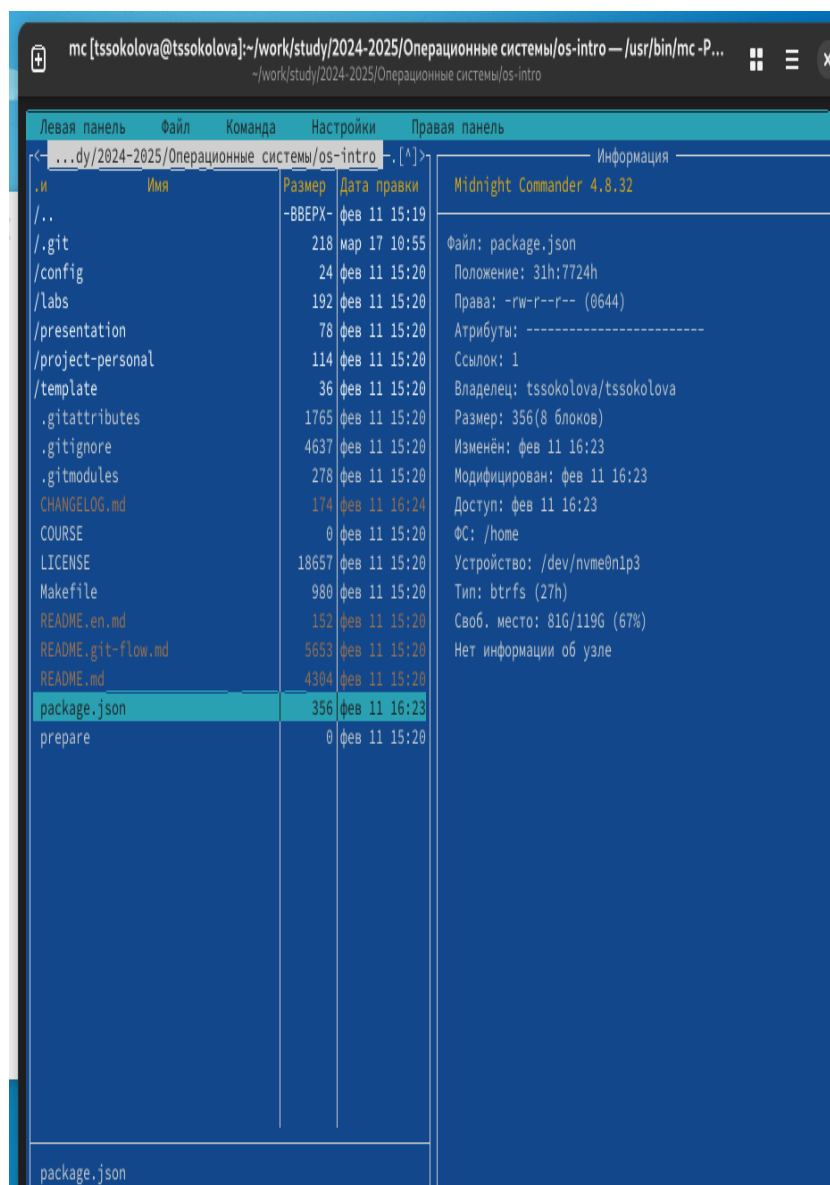 mc [tssokolova@tssokolova]:~/work/study/2024-2025/Операционные системы/os-intro — /usr/bin/mc -P...
~/work/study/2024-2025/Операционные системы/os-intro
Левая панель Файл Команда Настройки Правая панель
<- ...dy/2024-2025/Операционные системы/os-intro -.[^]>
.и Имя Размер Дата правки
/.. -ВВЕРХ- фев 11 15:19
/.git 218 мар 17 10:55
/config 24 фев 11 15:20
/labs 192 фев 11 15:20
/presentation 78 фев 11 15:20
/project-personal 114 фев 11 15:20
/template 36 фев 11 15:20
.gitattributes 1765 фев 11 15:20
.gitignore 4637 фев 11 15:20
.gitmodules 278 фев 11 15:20
CHANGELOG.md 174 фев 11 16:24
COURSE 0 фев 11 15:20
LICENSE 18657 фев 11 15:20
Makefile 980 фев 11 15:20
README.en.md 152 фев 11 15:20
README.git-flow.md 5653 фев 11 15:20
README.md 4304 фев 11 15:20
package.json 356 фев 11 16:23
prepare 0 фев 11 15:20
package.json
Информация
Midnight Commander 4.8.32
Файл: package.json
Положение: 31h:7724h
Права: -rw-r--r-- (0644)
Атрибуты: -------------------------
Ссылок: 1
Владелец: tssokolova/tssokolova
Размер: 356(8 блоков)
Изменён: фев 11 16:23
Модифицирован: фев 11 16:23
Доступ: фев 11 16:23
ФС: /home
Устройство: /dev/nvme0n1p3
Тип: btrfs (27h)
Своб. место: 81G/119G (67%)
Нет информации об узле